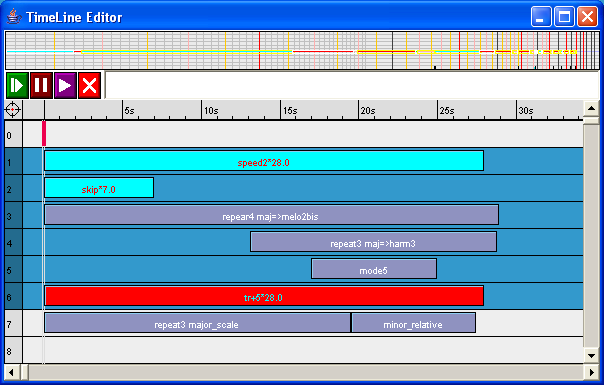 TimeLine Editor
5s 10s 15s 20s 25s 30s
0
1 speed2*28.0
2 skip*7.0
3 repear4 maj=>melo2bis
4 repeat3 maj=>harm3
5 mode5
6 tr+5*28.0
7 repeat3 major_scale minor_relative
8